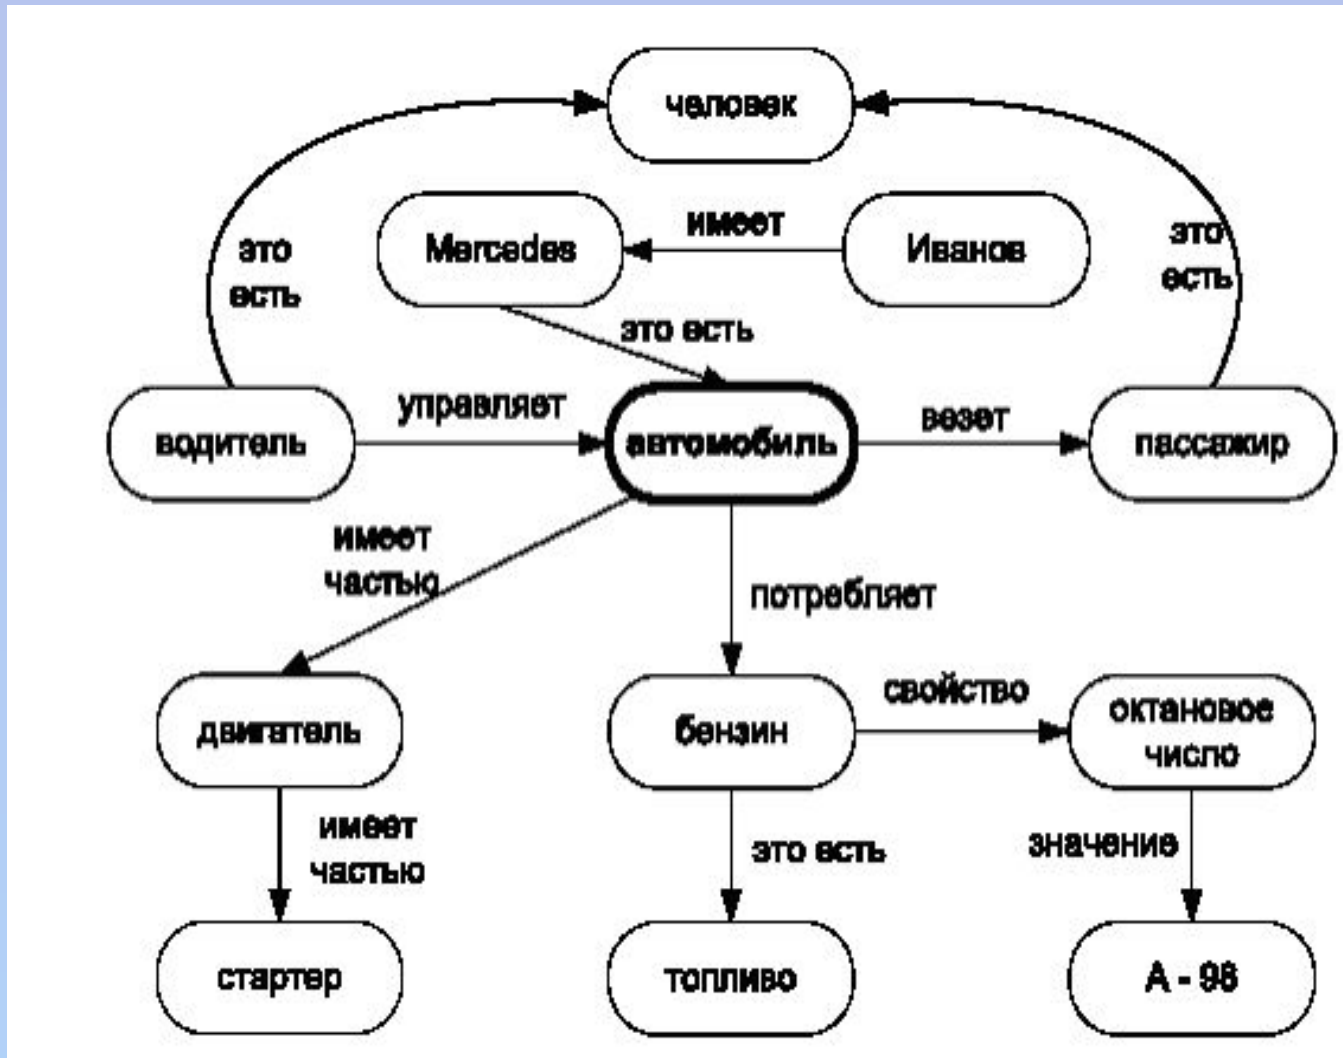 человек
имеет
Mercedes
Иванов
это
есть
это
есть
это есть
управляет
везет
водитель
автомобиль
пассажир
имеет
частью
потребляет
свойство
двигатель
бензин
октановое
число
имеет
частью
это есть
значение
стартер
топливо
А - 98